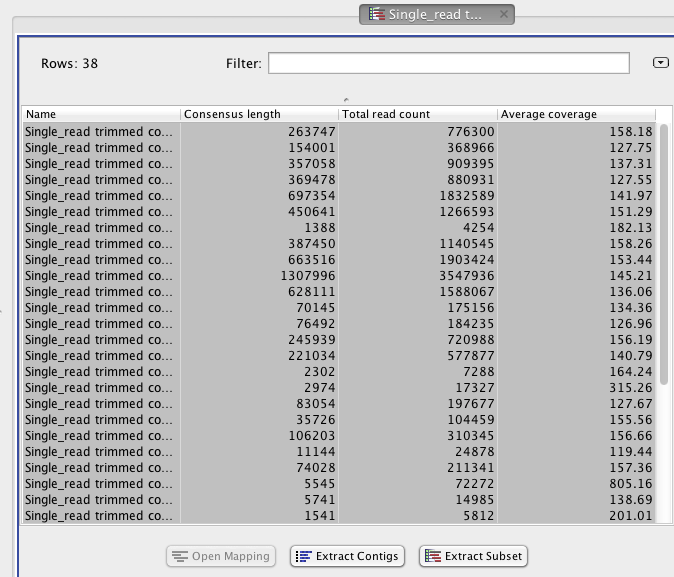 Single_read t...
Rows: 38 Filter:
Name Consensus length Total read count Average coverage
Single_read trimmed co... 263747 776300 158.18
Single_read trimmed co... 154001 368966 127.75
Single_read trimmed co... 357058 909395 137.31
Single_read trimmed co... 369478 880931 127.55
Single_read trimmed co... 697354 1832589 141.97
Single_read trimmed co... 450641 1266593 151.29
Single_read trimmed co... 1388 4254 182.13
Single_read trimmed co... 387450 1140545 158.26
Single_read trimmed co... 663516 1903424 153.44
Single_read trimmed co... 1307996 3547936 145.21
Single_read trimmed co... 628111 1588067 136.06
Single_read trimmed co... 70145 175156 134.36
Single_read trimmed co... 76492 184235 126.96
Single_read trimmed co... 245939 720988 156.19
Single_read trimmed co... 221034 577877 140.79
Single_read trimmed co... 2302 7288 164.24
Single_read trimmed co... 2974 17327 315.26
Single_read trimmed co... 83054 197677 127.67
Single_read trimmed co... 35726 104459 155.56
Single_read trimmed co... 106203 310345 156.66
Single_read trimmed co... 11144 24878 119.44
Single_read trimmed co... 74028 211341 157.36
Single_read trimmed co... 5545 72272 805.16
Single_read trimmed co... 5741 14985 138.69
Single_read trimmed co... 1541 5812 201.01
Open Mapping Extract Contigs Extract Subset